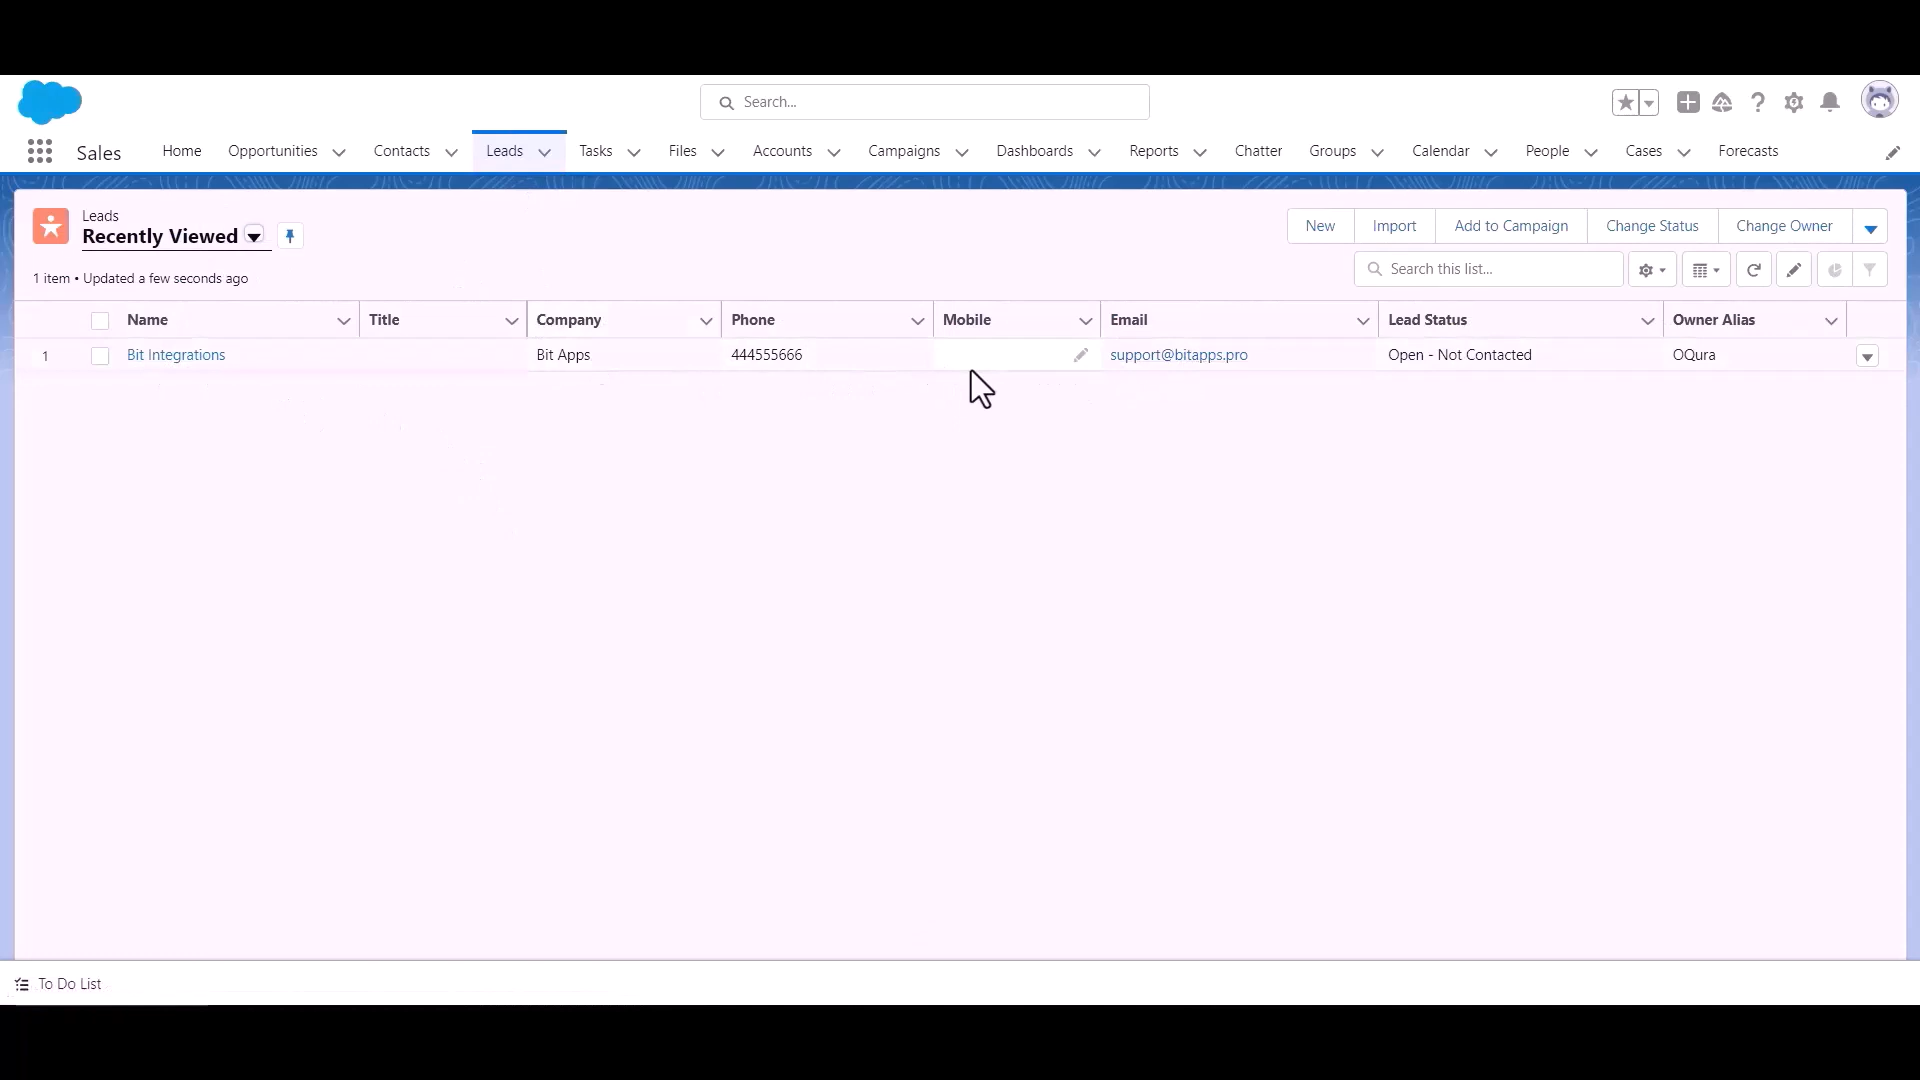 Search...
Sales Home Opportunities Contacts Leads Tasks Files Accounts Campaigns Dashboards Reports Chatter Groups Calendar People Cases Forecasts
Leads
Recently Viewed
New Import Add to Campaign Change Status Change Owner
1 item • Updated a few seconds ago
Search this list...
Name Title Company Phone Mobile Email Lead Status Owner Alias
1 Bit Integrations Bit Apps 444555666 support@bitapps.pro Open - Not Contacted OQura
To Do List